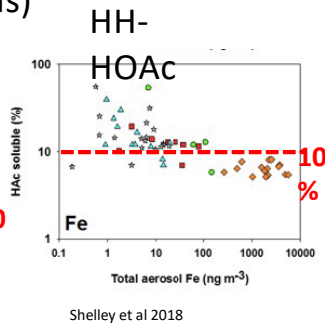 s)
HH-
HOAc
100
10
1
HAc soluble (%)
10
%
Fe
0.1 1 10 100 1000 10000
Total aerosol Fe (ng m-3)
Shelley et al 2018